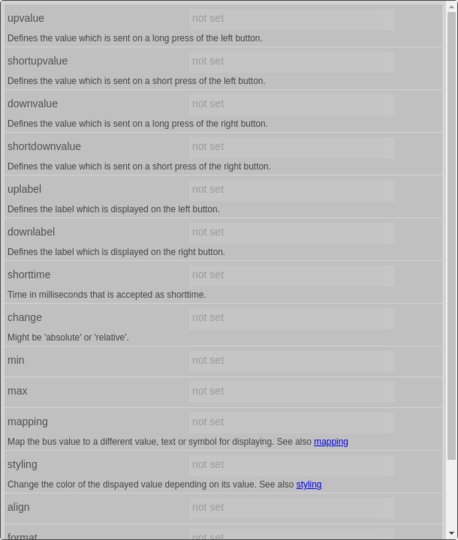 upvalue not set
Defines the value which is sent on a long press of the left button.
shortupvalue not set
Defines the value which is sent on a short press of the left button.
downvalue not set
Defines the value which is sent on a long press of the right button.
shortdownvalue not set
Defines the value which is sent on a short press of the right button.
uplabel not set
Defines the label which is displayed on the left button.
downlabel not set
Defines the label which is displayed on the right button.
shorttime not set
Time in milliseconds that is accepted as shorttime.
change not set
Might be 'absolute' or 'relative'.
min not set
max not set
mapping not set
Map the bus value to a different value, text or symbol for displaying. See also mapping
styling not set
Change the color of the dispayed value depending on its value. See also styling
align not set
format not set